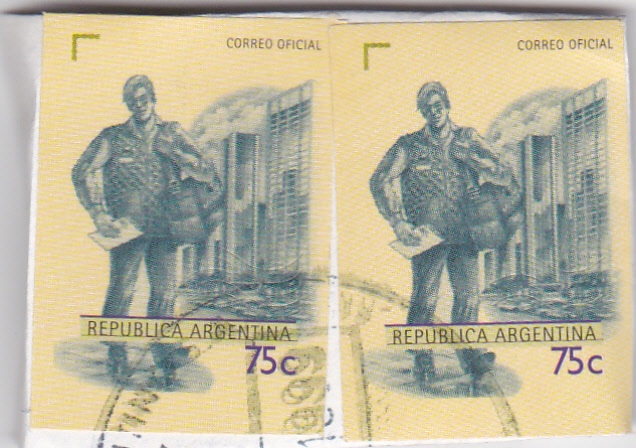 CORREO OFICIAL
REPUBLICA ARGENTINA
75c
CORREO OFICIAL
REPUBLICA ARGENTINA
75c